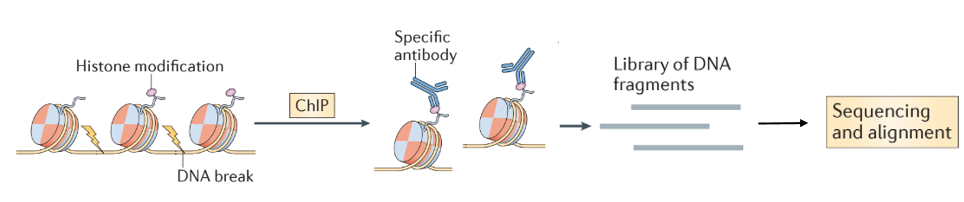 Histone modification
DNA break
ChIP
Specific
antibody
Library of DNA
fragments
Sequencing
and alignment